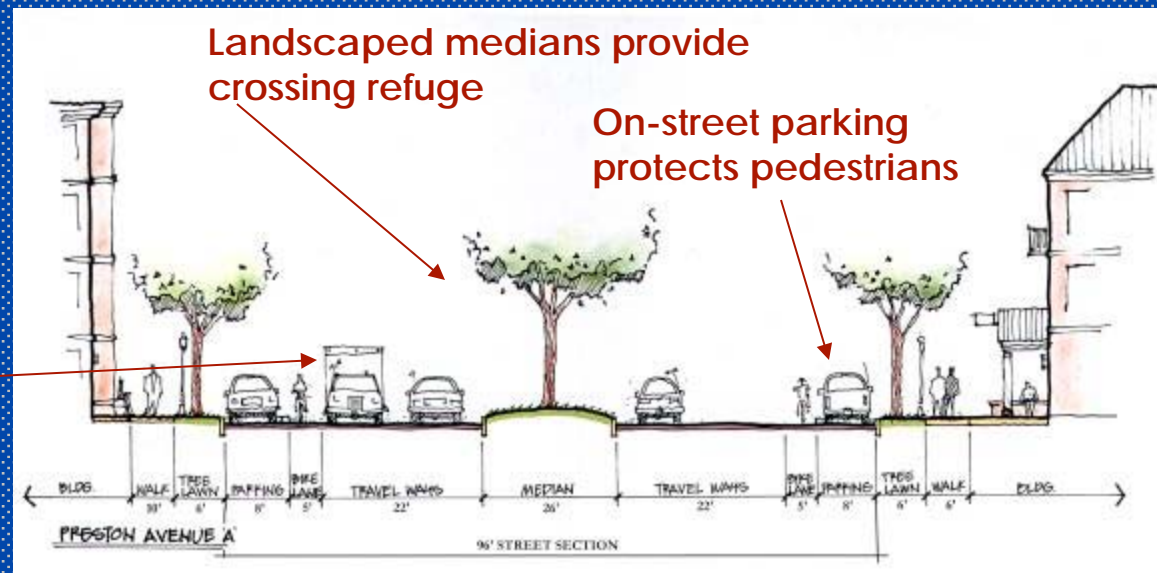 Landscaped medians provide
crossing refuge
On-street parking
protects pedestrians
BLDG. WALK TREE LAWN PARKING BIKE LANE TRAVEL WAYS MEDIAN TRAVEL WAYS BIKE LANE PARKING TREE LAWN WALK BLDG.
10' 6' 8' 5' 22' 26' 22' 5' 8' 6' 6'
PRESTON AVENUE 'A'
96' STREET SECTION